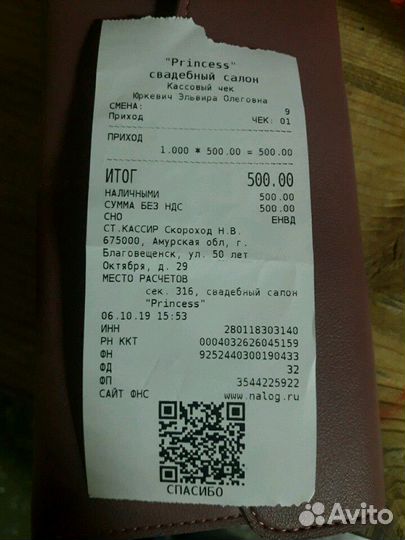 "Princess"
свадебный салон
Кассовый чек
Юркевич Эльвира Олеговна
СМЕНА: 9
Приход ЧЕК: 01
ПРИХОД
1.000 * 500.00 = 500.00
ИТОГ 500.00
НАЛИЧНЫМИ 500.00
СУММА БЕЗ НДС 500.00
СНО ЕНВД
СТ.КАССИР Скороход Н.В.
675000, Амурская обл, г.
Благовещенск, ул. 50 лет
Октября, д. 29
МЕСТО РАСЧЕТОВ
сек. 316, свадебный салон
"Princess"
06.10.19 15:53
ИНН 280118303140
РН ККТ 0004032626045159
ФН 9252440300190433
ФД 32
ФП 3544225922
САЙТ ФНС www.nalog.ru
СПАСИБО
Avito